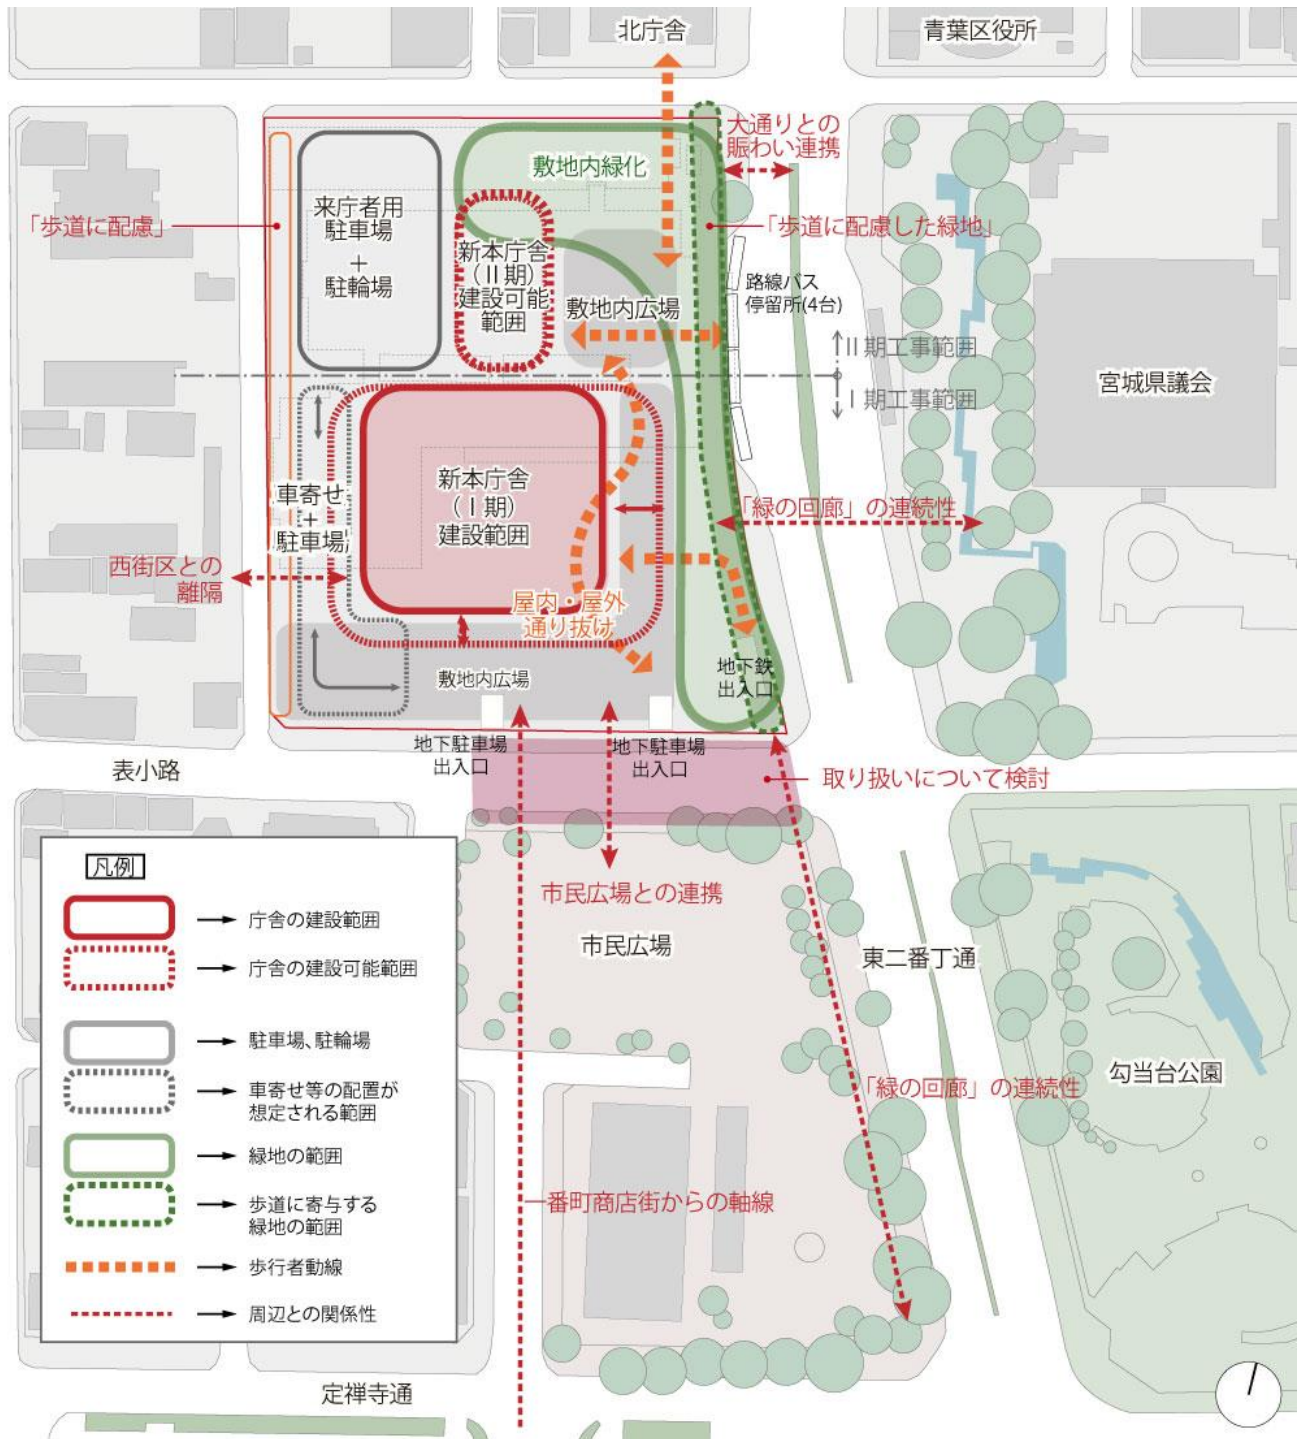 北庁舎
青葉区役所
大通りとの
賑わい連携
敷地内緑化
来庁者用
駐車場
+
駐輪場
「歩道に配慮」
「歩道に配慮した緑地」
新本庁舎
(II期)
建設可能
範囲
敷地内広場
路線バス
停留所(4台)
II期工事範囲
I期工事範囲
宮城県議会
新本庁舎
(I期)
建設範囲
車寄せ
+
駐車場
「緑の回廊」の連続性
西街区との
離隔
屋内・屋外
通り抜け
敷地内広場
地下鉄
出入口
地下駐車場
出入口
地下駐車場
出入口
表小路
取り扱いについて検討
凡例
庁舎の建設範囲
庁舎の建設可能範囲
駐車場、駐輪場
車寄せ等の配置が
想定される範囲
緑地の範囲
歩道に寄与する
緑地の範囲
歩行者動線
周辺との関係性
市民広場との連携
市民広場
東二番丁通
勾当台公園
「緑の回廊」の連続性
一番町商店街からの軸線
定禅寺通